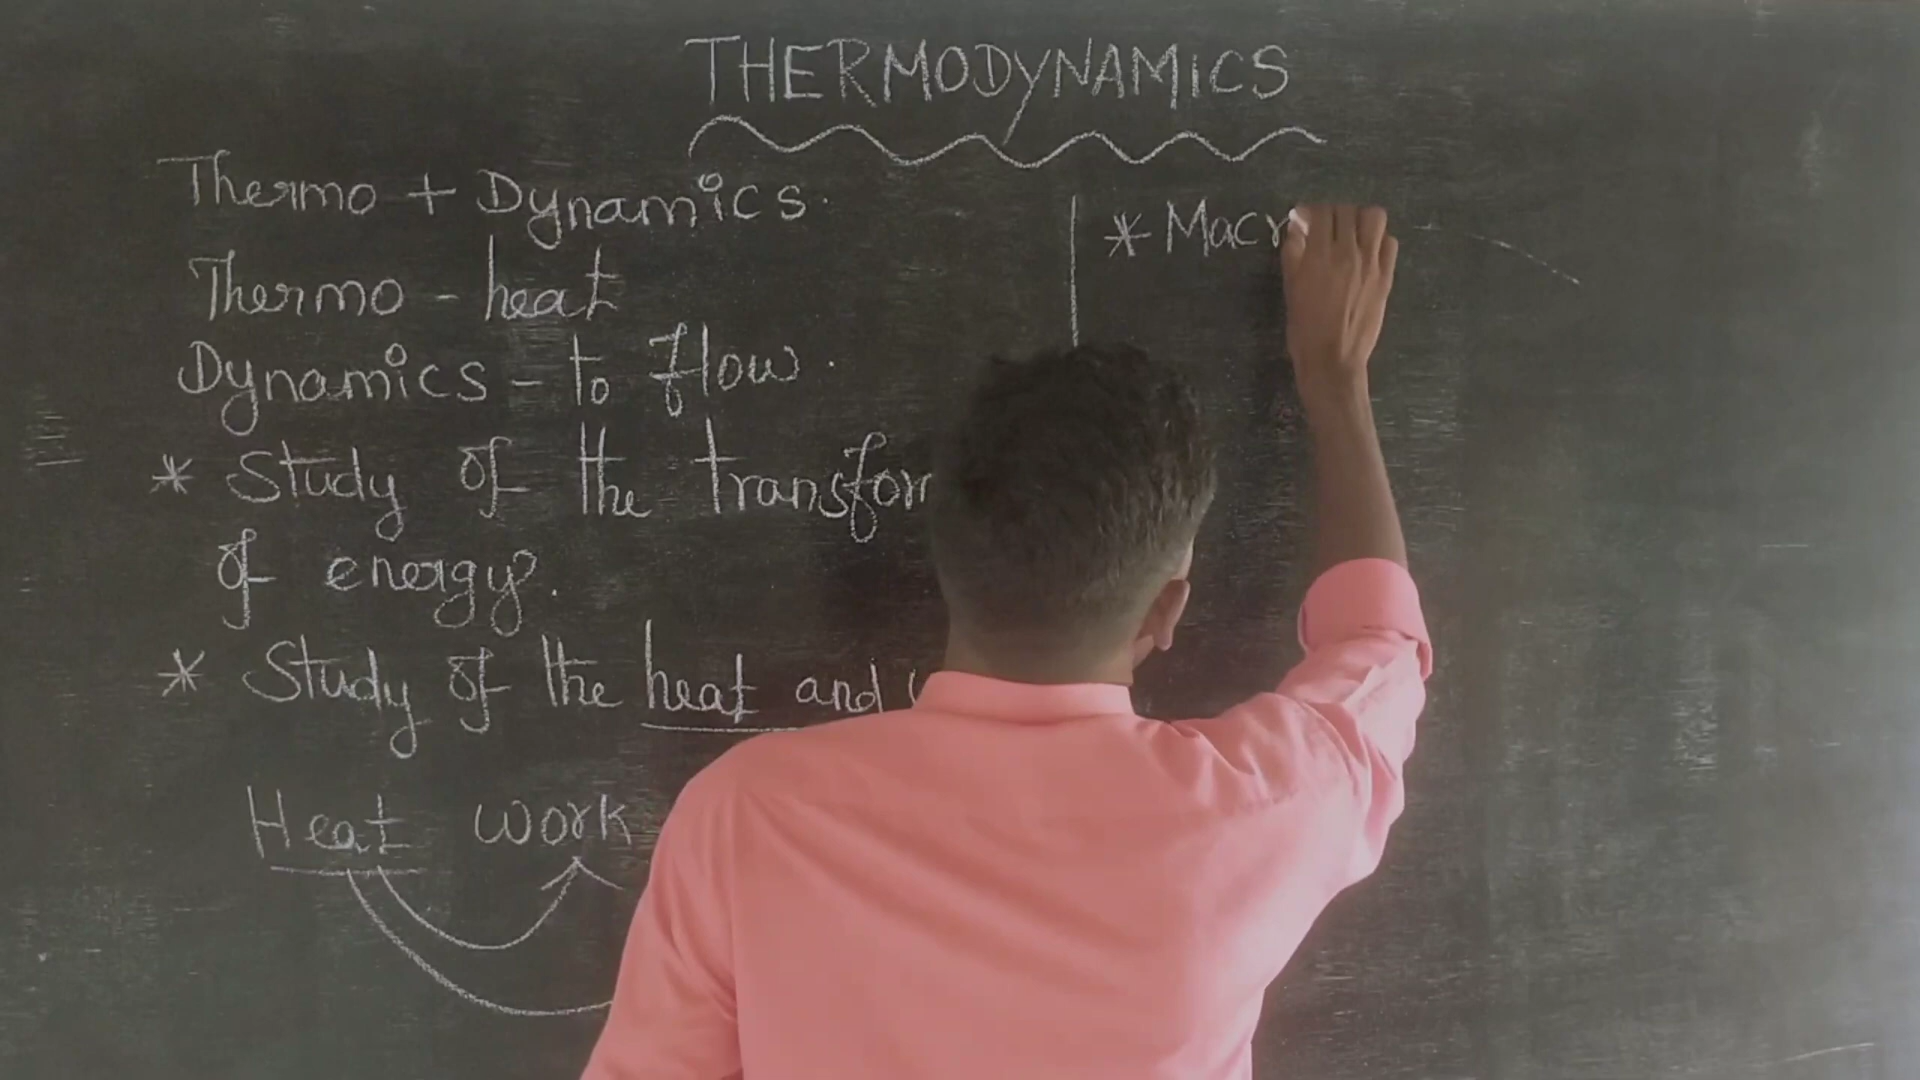 THERMODYNAMICS
Thermo + Dynamics.
Thermo - heat
Dynamics - to flow.
* Study of the transfor
of energy.
* Study of the heat and
Heat work
* Macr